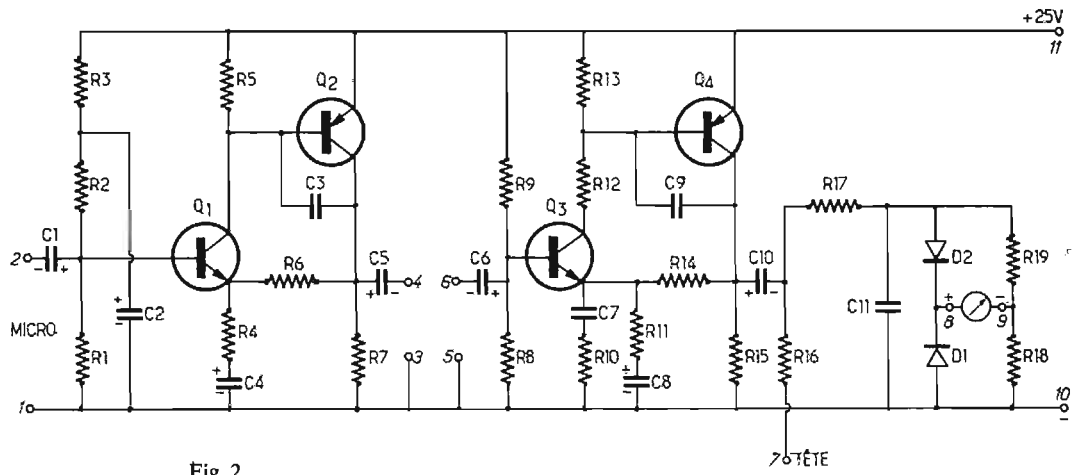 +25V
11
R3
R5
Q2
R13
Q4
R2
C3
R9
R12
C9
R17
Q1
Q3
2
C1
R6
C5
4
6
C6
R14
C10
C11
D2
R19
8
+
-
9
MICRO
C2
R4
C7
R11
R1
R7
3
5
R8
R10
R15
R16
D1
R18
C4
C8
1
10
-
7 TÊTE
Fig. 2